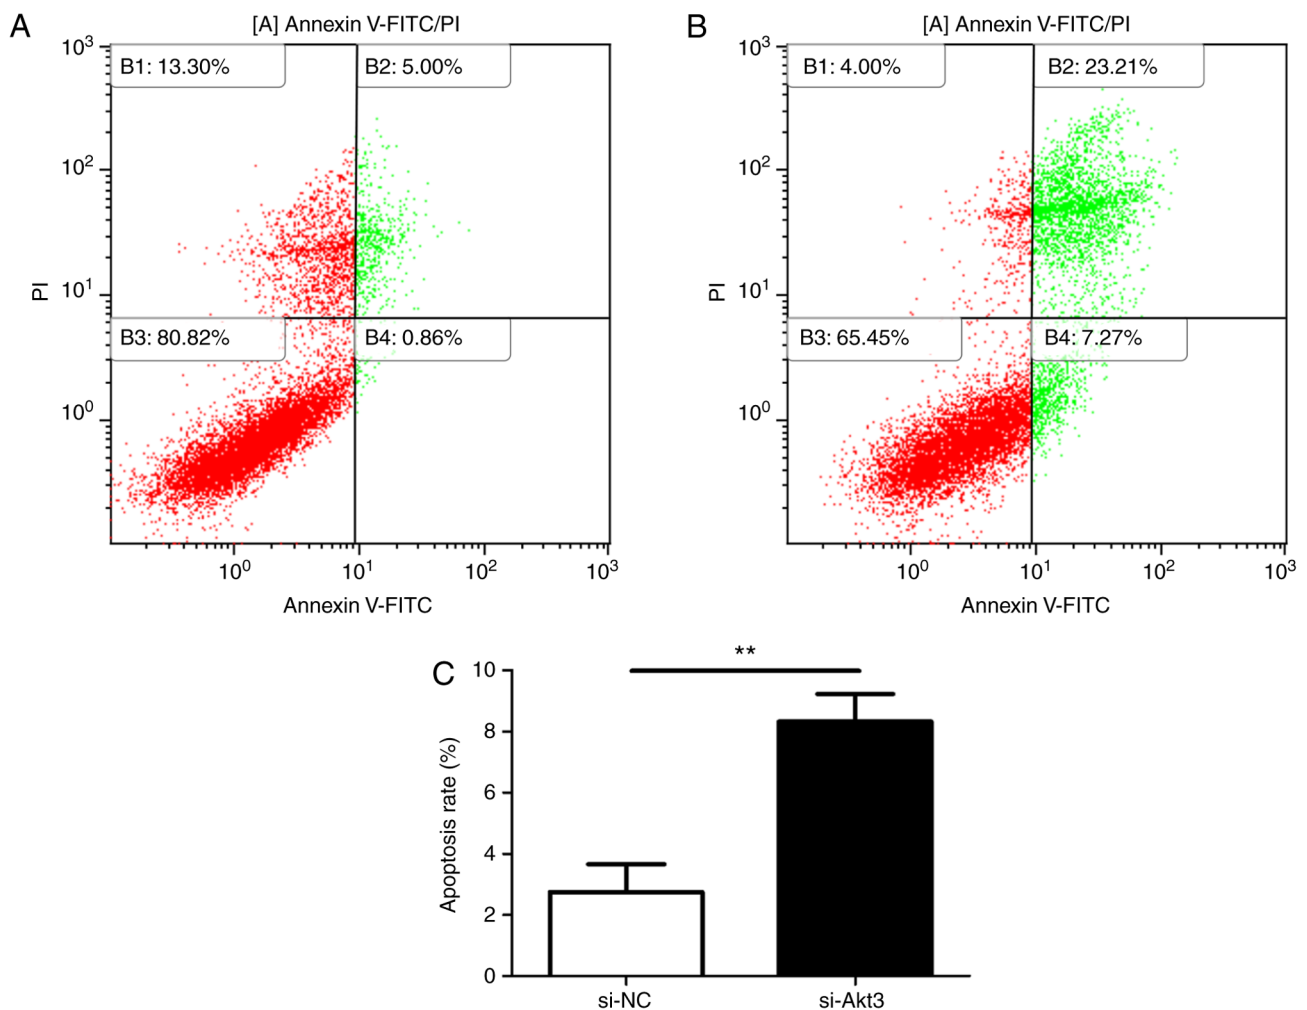 A
[A] Annexin V-FITC/PI
10³
B1: 13.30%
B2: 5.00%
10²
PI
10¹
B3: 80.82%
B4: 0.86%
10⁰
10⁰ 10¹ 10² 10³
Annexin V-FITC
B
[A] Annexin V-FITC/PI
10³
B1: 4.00%
B2: 23.21%
10²
PI
10¹
B3: 65.45%
B4: 7.27%
10⁰
10⁰ 10¹ 10² 10³
Annexin V-FITC
C
**
10
8
6
4
2
0
Apoptosis rate (%)
si-NC si-Akt3